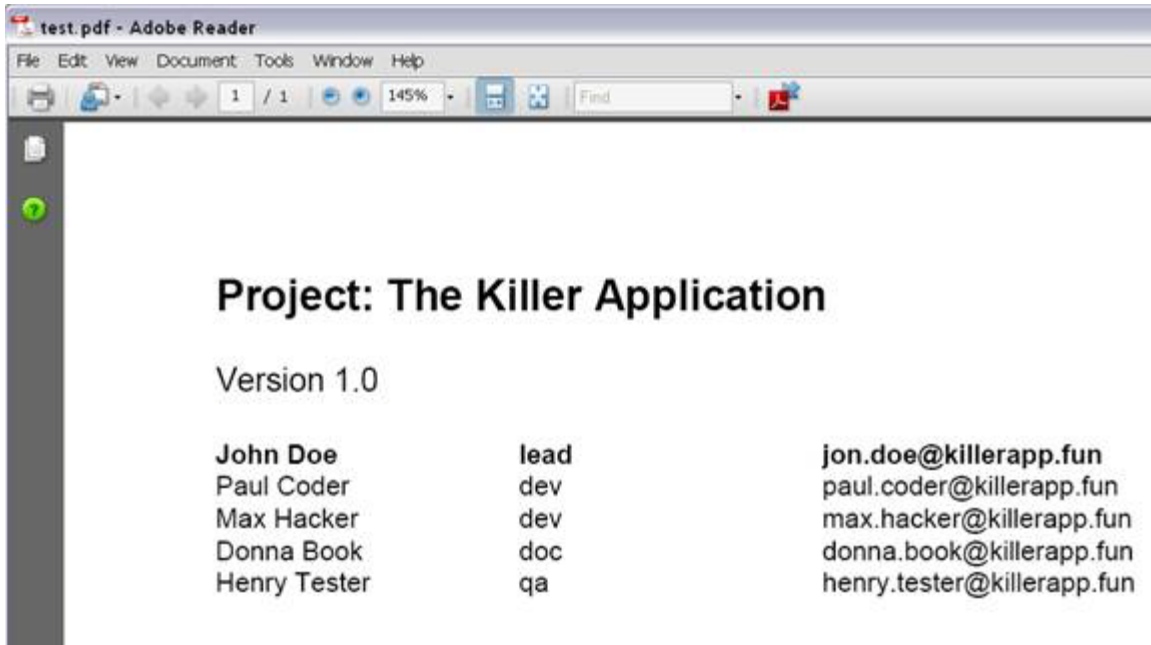 test.pdf - Adobe Reader
File Edit View Document Tools Window Help
1 / 1 145% Find
Project: The Killer Application
Version 1.0
John Doe lead jon.doe@killerapp.fun
Paul Coder dev paul.coder@killerapp.fun
Max Hacker dev max.hacker@killerapp.fun
Donna Book doc donna.book@killerapp.fun
Henry Tester qa henry.tester@killerapp.fun